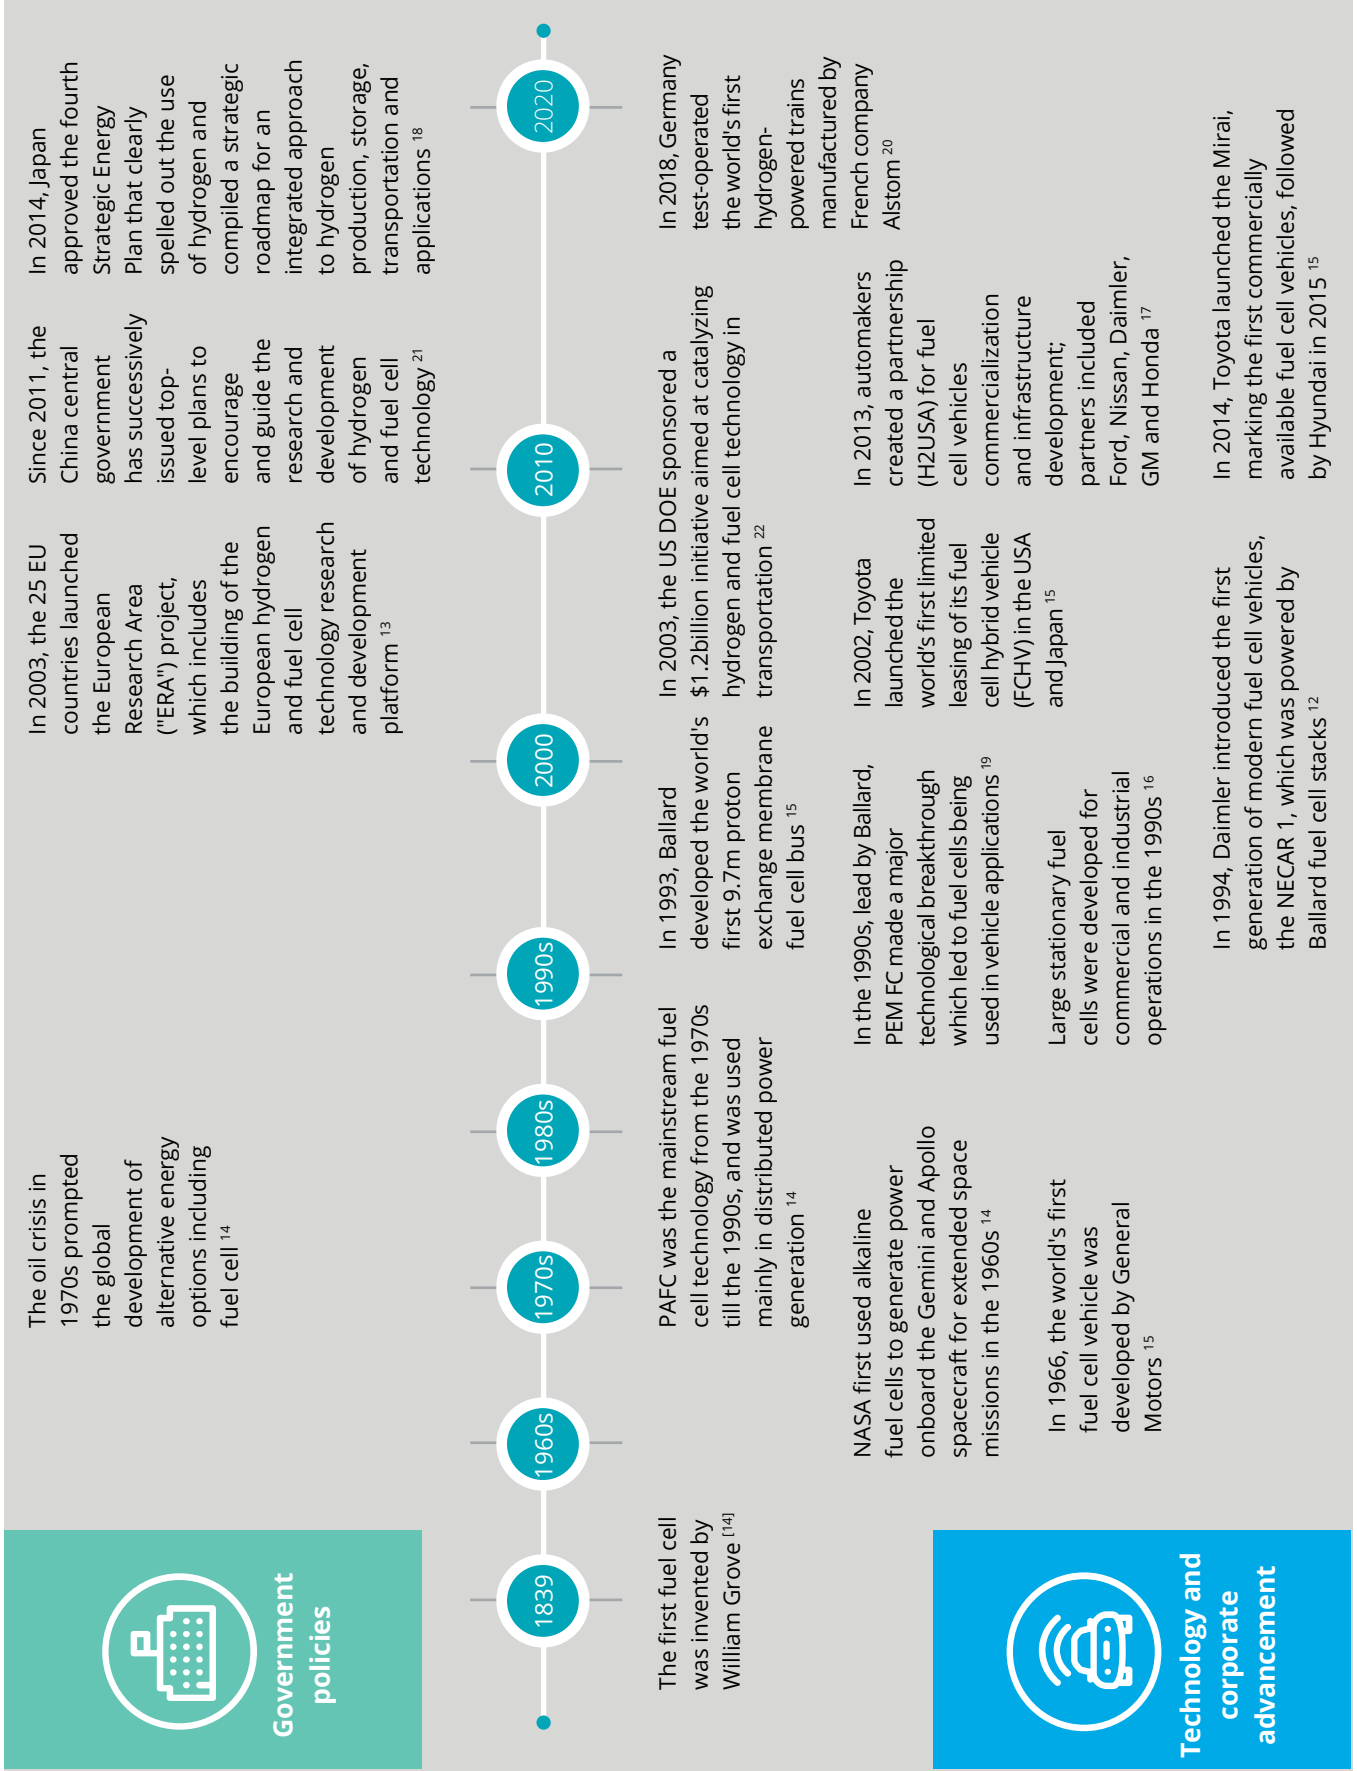 Government
policies
The oil crisis in
1970s prompted
the global
development of
alternative energy
options including
fuel cell 14
In 2003, the 25 EU
countries launched
the European
Research Area
("ERA") project,
which includes
the building of the
European hydrogen
and fuel cell
technology research
and development
platform 13
Since 2011, the
China central
government
has successively
issued top-
level plans to
encourage
and guide the
research and
development
of hydrogen
and fuel cell
technology 21
In 2014, Japan
approved the fourth
Strategic Energy
Plan that clearly
spelled out the use
of hydrogen and
compiled a strategic
roadmap for an
integrated approach
to hydrogen
production, storage,
transportation and
applications 18
1839
1960s
1970s
1980s
1990s
2000
2010
2020
The first fuel cell
was invented by
William Grove [14]
PAFC was the mainstream fuel
cell technology from the 1970s
till the 1990s, and was used
mainly in distributed power
generation 14
In 1993, Ballard
developed the world's
first 9.7m proton
exchange membrane
fuel cell bus 15
In 2003, the US DOE sponsored a
$1.2billion initiative aimed at catalyzing
hydrogen and fuel cell technology in
transportation 22
In 2018, Germany
test-operated
the world's first
hydrogen-
powered trains
manufactured by
French company
Alstom 20
NASA first used alkaline
fuel cells to generate power
onboard the Gemini and Apollo
spacecraft for extended space
missions in the 1960s 14
In the 1990s, lead by Ballard,
PEM FC made a major
technological breakthrough
which led to fuel cells being
used in vehicle applications 19
In 2002, Toyota
launched the
world’s first limited
leasing of its fuel
cell hybrid vehicle
(FCHV) in the USA
and Japan 15
In 2013, automakers
created a partnership
(H2USA) for fuel
cell vehicles
commercialization
and infrastructure
development;
partners included
Ford, Nissan, Daimler,
GM and Honda 17
In 1966, the world's first
fuel cell vehicle was
developed by General
Motors 15
Large stationary fuel
cells were developed for
commercial and industrial
operations in the 1990s 16
Technology and
corporate
advancement
In 1994, Daimler introduced the first
generation of modern fuel cell vehicles,
the NECAR 1, which was powered by
Ballard fuel cell stacks 12
In 2014, Toyota launched the Mirai,
marking the first commercially
available fuel cell vehicles, followed
by Hyundai in 2015 15